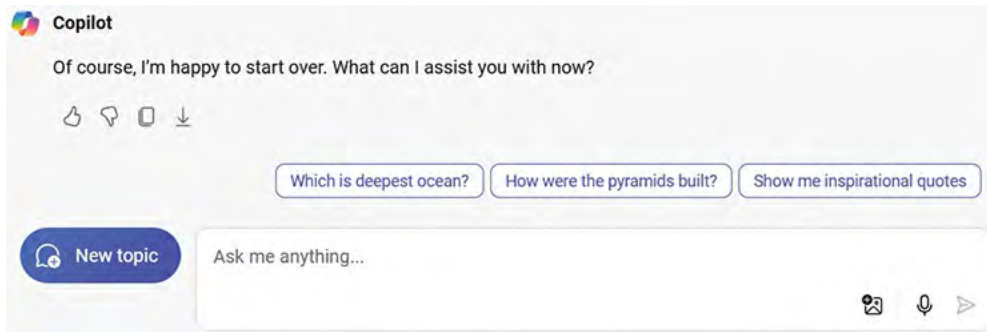 Copilot
Of course, I'm happy to start over. What can I assist you with now?
Which is deepest ocean? How were the pyramids built? Show me inspirational quotes
New topic
Ask me anything...